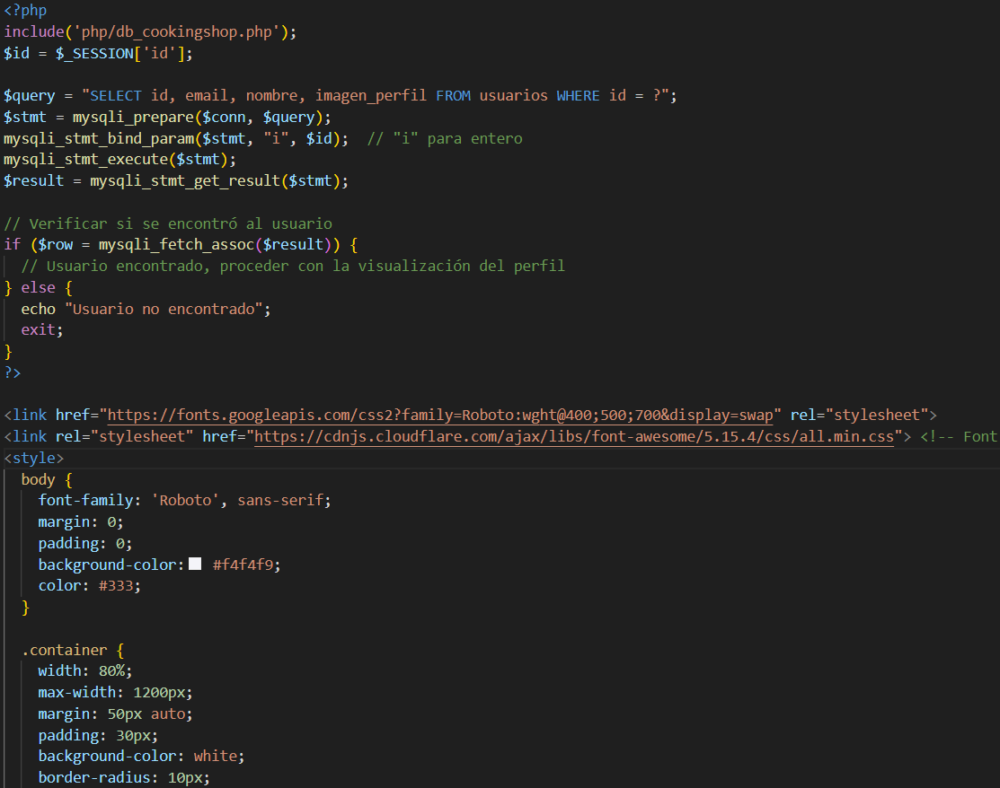 <?php
include('php/db_cookingshop.php');
$id = $_SESSION['id'];
$query = "SELECT id, email, nombre, imagen_perfil FROM usuarios WHERE id = ?";
$stmt = mysqli_prepare($conn, $query);
mysqli_stmt_bind_param($stmt, "i", $id);  // "i" para entero
mysqli_stmt_execute($stmt);
$result = mysqli_stmt_get_result($stmt);
// Verificar si se encontró al usuario
if ($row = mysqli_fetch_assoc($result)) {
  // Usuario encontrado, proceder con la visualización del perfil
} else {
  echo "Usuario no encontrado";
  exit;
}
?>
<link href="https://fonts.googleapis.com/css2?family=Roboto:wght@400;500;700&display=swap" rel="stylesheet">
<link rel="stylesheet" href="https://cdnjs.cloudflare.com/ajax/libs/font-awesome/5.15.4/css/all.min.css"> <!-- Font
<style>
  body {
    font-family: 'Roboto', sans-serif;
    margin: 0;
    padding: 0;
    background-color: #f4f4f9;
    color: #333;
  }
  .container {
    width: 80%;
    max-width: 1200px;
    margin: 50px auto;
    padding: 30px;
    background-color: white;
    border-radius: 10px;